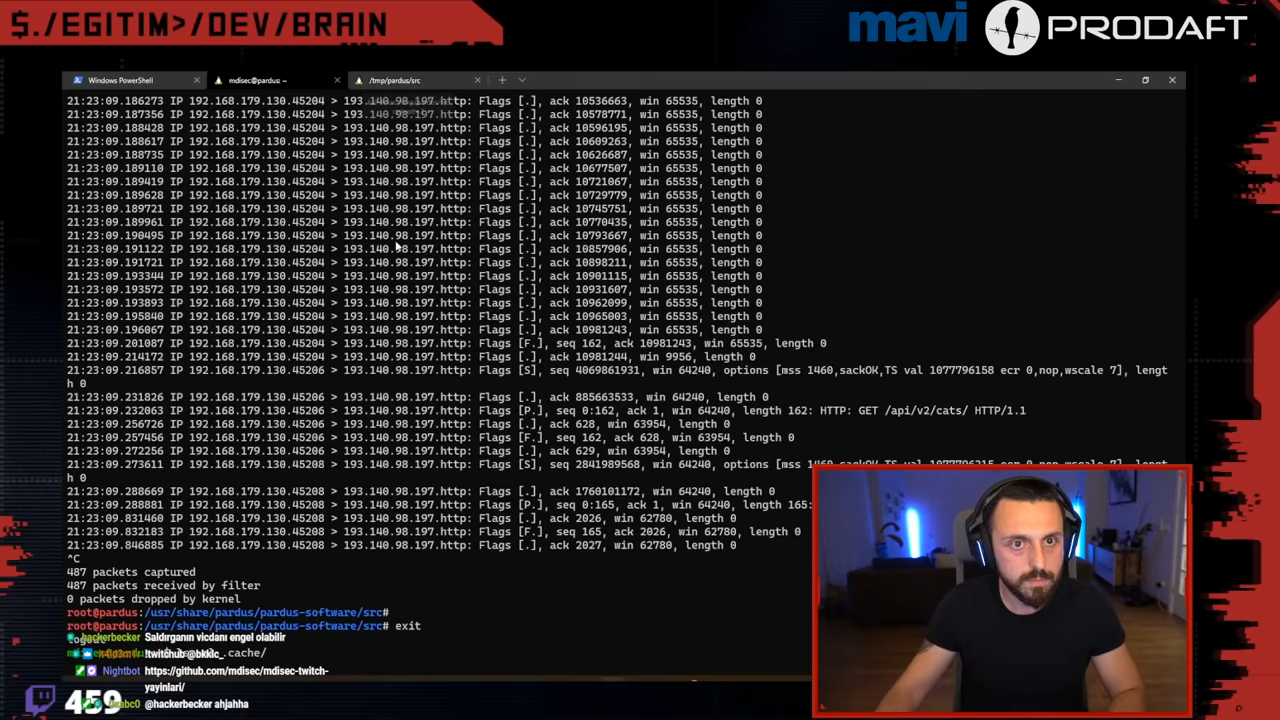 $./EGITIM>/DEV/BRAIN
mavi PRODAFT
Windows PowerShell
mdisec@pardus: ~
/tmp/pardus/src
21:23:09.186273 IP 192.168.179.130.45204 > 193.140.98.197.http: Flags [.], ack 10536663, win 65535, length 0
21:23:09.187356 IP 192.168.179.130.45204 > 193.140.98.197.http: Flags [.], ack 10578771, win 65535, length 0
21:23:09.188428 IP 192.168.179.130.45204 > 193.140.98.197.http: Flags [.], ack 10596195, win 65535, length 0
21:23:09.188617 IP 192.168.179.130.45204 > 193.140.98.197.http: Flags [.], ack 10609263, win 65535, length 0
21:23:09.188735 IP 192.168.179.130.45204 > 193.140.98.197.http: Flags [.], ack 10626687, win 65535, length 0
21:23:09.189110 IP 192.168.179.130.45204 > 193.140.98.197.http: Flags [.], ack 10677507, win 65535, length 0
21:23:09.189419 IP 192.168.179.130.45204 > 193.140.98.197.http: Flags [.], ack 10721067, win 65535, length 0
21:23:09.189628 IP 192.168.179.130.45204 > 193.140.98.197.http: Flags [.], ack 10729779, win 65535, length 0
21:23:09.189721 IP 192.168.179.130.45204 > 193.140.98.197.http: Flags [.], ack 10745751, win 65535, length 0
21:23:09.189961 IP 192.168.179.130.45204 > 193.140.98.197.http: Flags [.], ack 10770435, win 65535, length 0
21:23:09.190495 IP 192.168.179.130.45204 > 193.140.98.197.http: Flags [.], ack 10793667, win 65535, length 0
21:23:09.191122 IP 192.168.179.130.45204 > 193.140.98.197.http: Flags [.], ack 10857906, win 65535, length 0
21:23:09.191721 IP 192.168.179.130.45204 > 193.140.98.197.http: Flags [.], ack 10898211, win 65535, length 0
21:23:09.193344 IP 192.168.179.130.45204 > 193.140.98.197.http: Flags [.], ack 10901115, win 65535, length 0
21:23:09.193572 IP 192.168.179.130.45204 > 193.140.98.197.http: Flags [.], ack 10931607, win 65535, length 0
21:23:09.193893 IP 192.168.179.130.45204 > 193.140.98.197.http: Flags [.], ack 10962099, win 65535, length 0
21:23:09.195840 IP 192.168.179.130.45204 > 193.140.98.197.http: Flags [.], ack 10965003, win 65535, length 0
21:23:09.196067 IP 192.168.179.130.45204 > 193.140.98.197.http: Flags [.], ack 10981243, win 65535, length 0
21:23:09.201087 IP 192.168.179.130.45204 > 193.140.98.197.http: Flags [F.], seq 162, ack 10981243, win 65535, length 0
21:23:09.214172 IP 192.168.179.130.45204 > 193.140.98.197.http: Flags [.], ack 10981244, win 9956, length 0
21:23:09.216857 IP 192.168.179.130.45206 > 193.140.98.197.http: Flags [S], seq 4069861931, win 64240, options [mss 1460,sackOK,TS val 1077796158 ecr 0,nop,wscale 7], lengt
h 0
21:23:09.231826 IP 192.168.179.130.45206 > 193.140.98.197.http: Flags [.], ack 885663533, win 64240, length 0
21:23:09.232063 IP 192.168.179.130.45206 > 193.140.98.197.http: Flags [P.], seq 0:162, ack 1, win 64240, length 162: HTTP: GET /api/v2/cats/ HTTP/1.1
21:23:09.256726 IP 192.168.179.130.45206 > 193.140.98.197.http: Flags [.], ack 628, win 63954, length 0
21:23:09.257456 IP 192.168.179.130.45206 > 193.140.98.197.http: Flags [F.], seq 162, ack 628, win 63954, length 0
21:23:09.272256 IP 192.168.179.130.45206 > 193.140.98.197.http: Flags [.], ack 629, win 63954, length 0
21:23:09.273611 IP 192.168.179.130.45208 > 193.140.98.197.http: Flags [S], seq 2841989568, win 64240, options [mss 1460,sackOK,TS val 1077796215 ecr 0,nop,wscale 7], lengt
h 0
21:23:09.288669 IP 192.168.179.130.45208 > 193.140.98.197.http: Flags [.], ack 1760101172, win 64240, length 0
21:23:09.288881 IP 192.168.179.130.45208 > 193.140.98.197.http: Flags [P.], seq 0:165, ack 1, win 64240, length 165:
21:23:09.831460 IP 192.168.179.130.45208 > 193.140.98.197.http: Flags [.], ack 2026, win 62780, length 0
21:23:09.832183 IP 192.168.179.130.45208 > 193.140.98.197.http: Flags [F.], seq 165, ack 2026, win 62780, length 0
21:23:09.846885 IP 192.168.179.130.45208 > 193.140.98.197.http: Flags [.], ack 2027, win 62780, length 0
^C
487 packets captured
487 packets received by filter
0 packets dropped by kernel
root@pardus:/usr/share/pardus/pardus-software/src#
root@pardus:/usr/share/pardus/pardus-software/src# exit
logout
hackerbecker Saldırganın vicdanı engel olabilir
!twitchub @bkklc_
.cache/
Nightbot https://github.com/mdisec/mdisec-twitch-
yayinlari/
@hackerbecker ahjahha
459